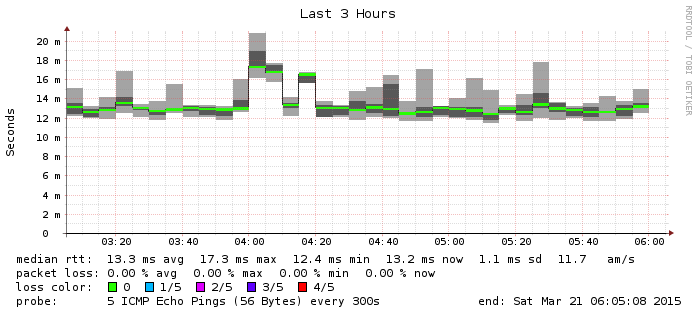 Last 3 Hours
RRDTOOL / TOBI OETIKER
Seconds
20 m
18 m
16 m
14 m
12 m
10 m
8 m
6 m
4 m
2 m
0
03:20 03:40 04:00 04:20 04:40 05:00 05:20 05:40 06:00
median rtt: 13.3 ms avg 17.3 ms max 12.4 ms min 13.2 ms now 1.1 ms sd 11.7 am/s
packet loss: 0.00 % avg 0.00 % max 0.00 % min 0.00 % now
loss color: 0 1/5 2/5 3/5 4/5
probe: 5 ICMP Echo Pings (56 Bytes) every 300s end: Sat Mar 21 06:05:08 2015